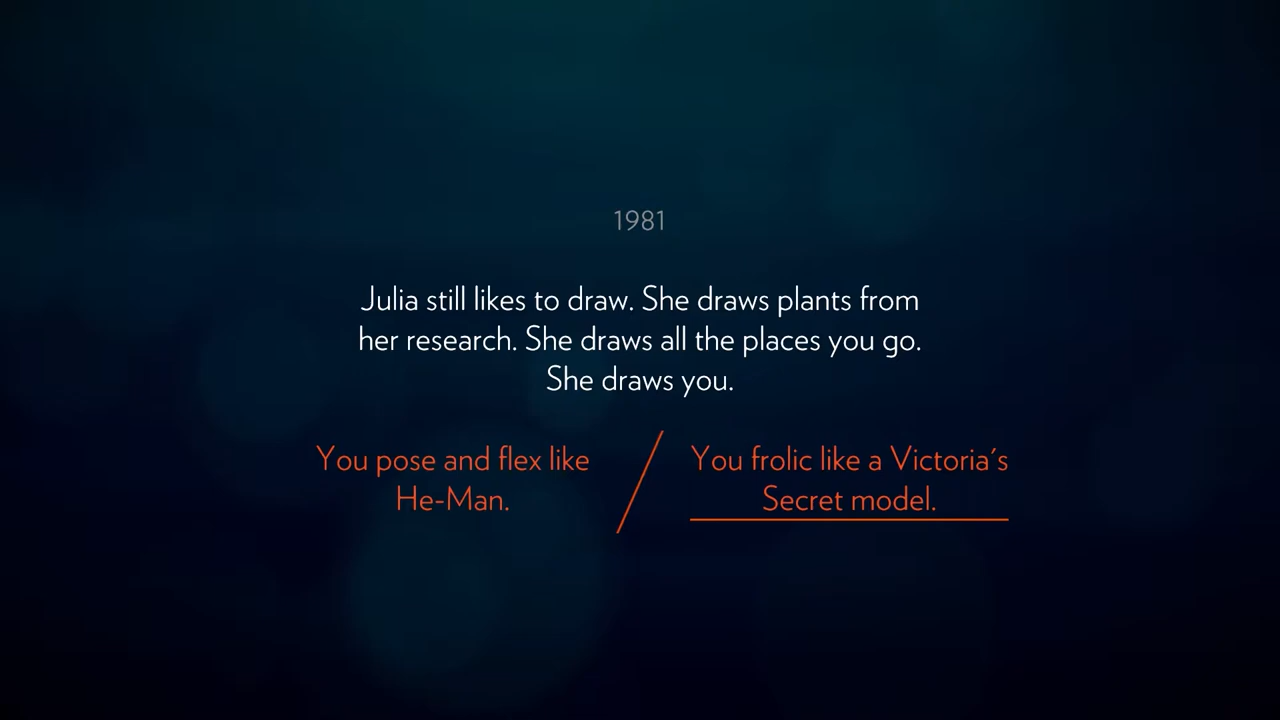 1981
Julia still likes to draw. She draws plants from
her research. She draws all the places you go.
She draws you.
You pose and flex like
He-Man.
You frolic like a Victoria's
Secret model.